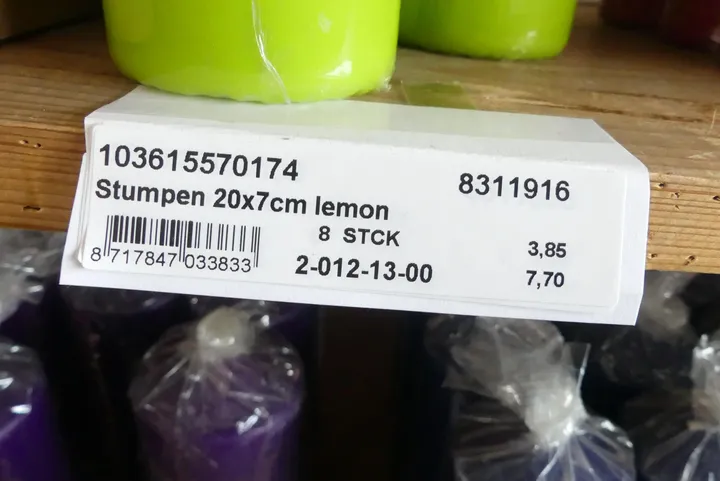 103615570174 8311916
Stumpen 20x7cm lemon
8 STCK 3,85
8 717847 033833 2-012-13-00 7,70